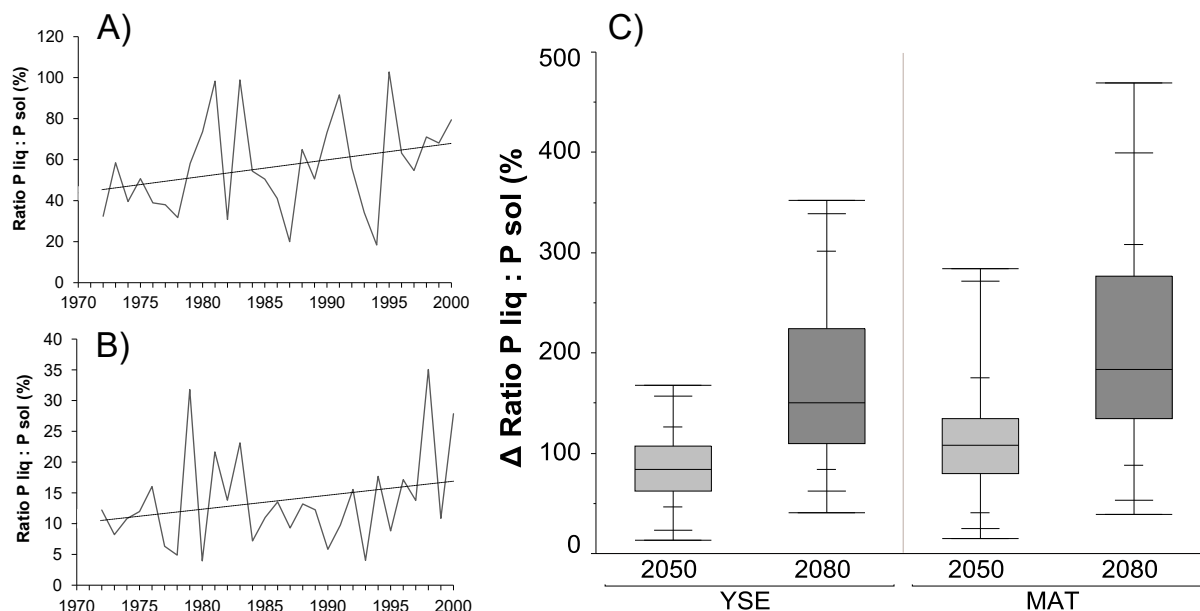 A)
Ratio P liq : P sol (%)
120
100
80
60
40
20
0
1970 1975 1980 1985 1990 1995 2000
B)
Ratio P liq : P sol (%)
40
35
30
25
20
15
10
5
0
1970 1975 1980 1985 1990 1995 2000
C)
Δ Ratio P liq : P sol (%
500
400
300
200
100
0
2050 2080 2050 2080
YSE MAT